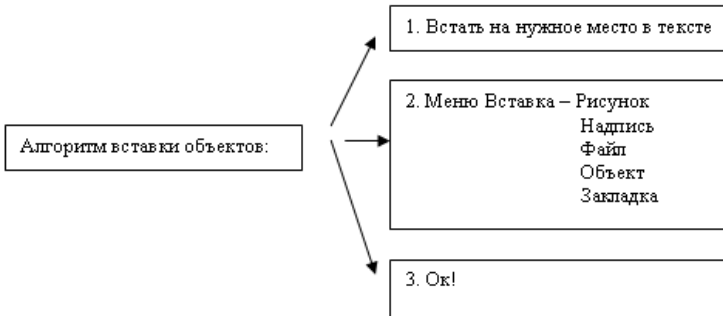 Алгоритм вставки объектов:
1. Встать на нужное место в тексте
2. Меню Вставка – Рисунок
Надпись
Файл
Объект
Закладка
3. Ок!